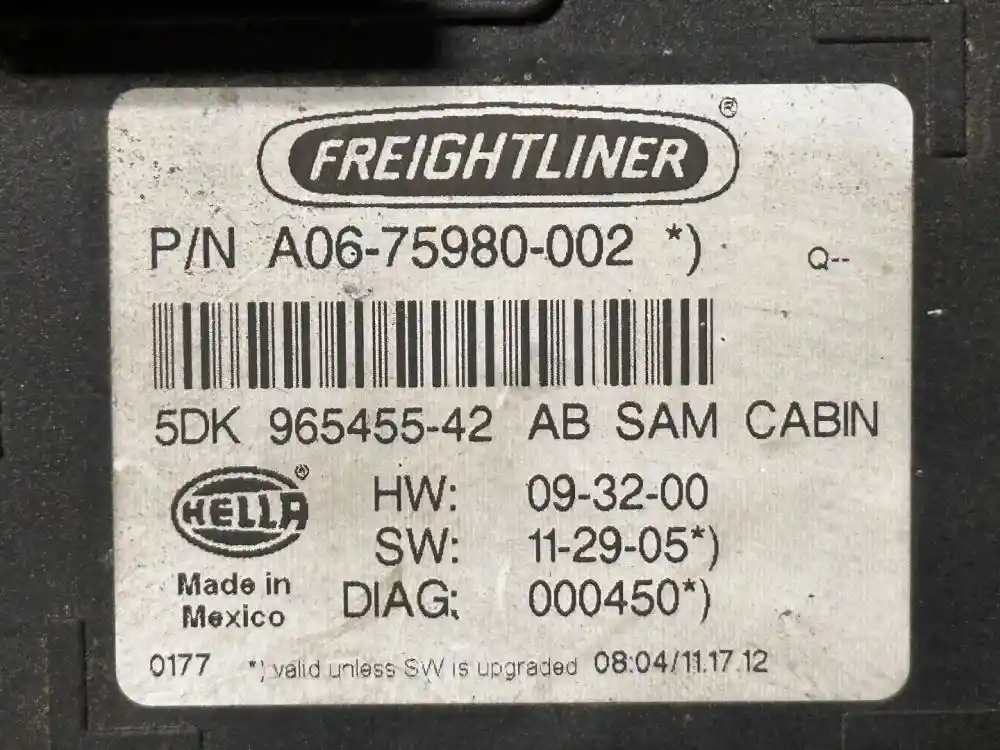 FREIGHTLINER ®
P/N A06-75980-002 *)
Q--
5DK 965455-42 AB SAM CABIN
HELLA ®
Made in
Mexico
HW: 09-32-00
SW: 11-29-05*)
DIAG: 000450*)
0177 *) valid unless SW is upgraded 08:04/11.17.12